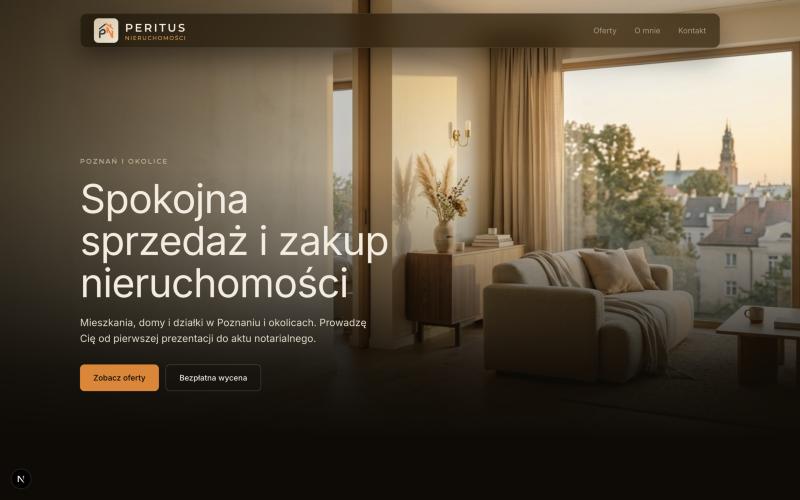 PERITUS
NIERUCHOMOŚCI
Oferty
O mnie
Kontakt
POZNAŃ I OKOLICE
Spokojna
sprzedaż i zakup
nieruchomości
Mieszkania, domy i działki w Poznaniu i okolicach. Prowadzę
Cię od pierwszej prezentacji do aktu notarialnego.
Zobacz oferty
Bezpłatna wycena
N